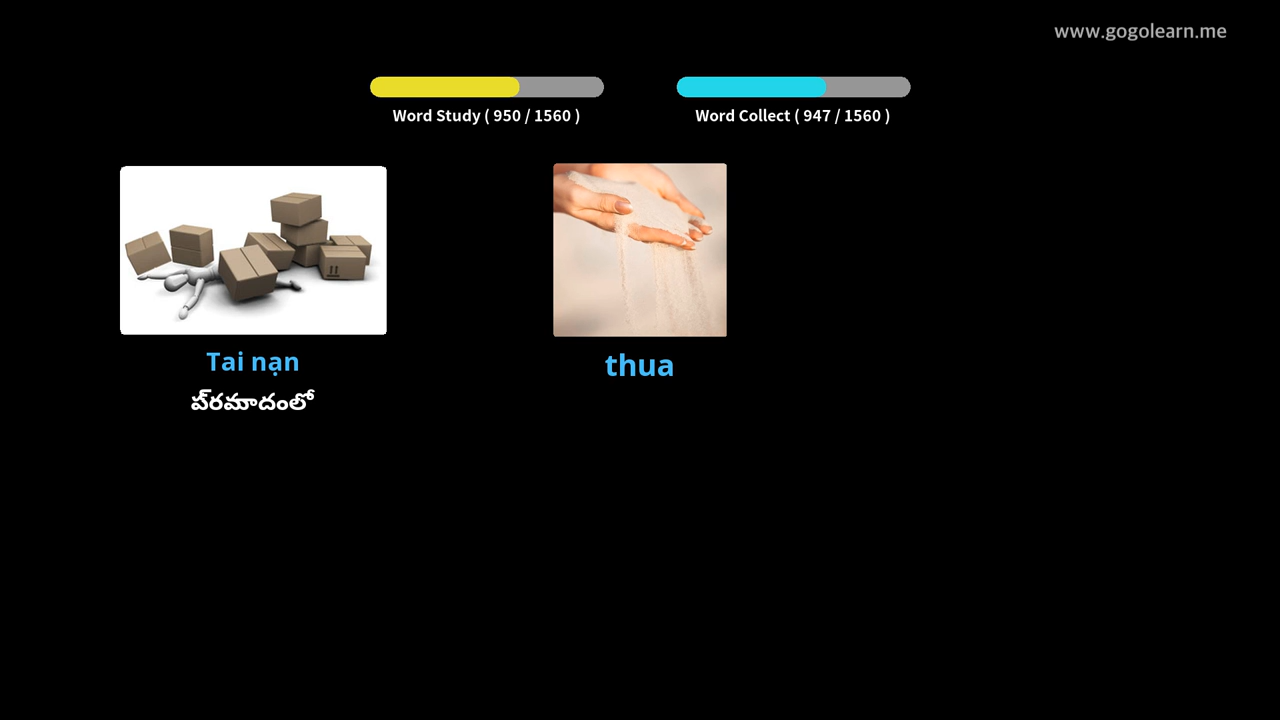 www.gogolearn.me
Word Study ( 950 / 1560 )
Word Collect ( 947 / 1560 )
Tai nạn
ప్రమాదంలో
thua